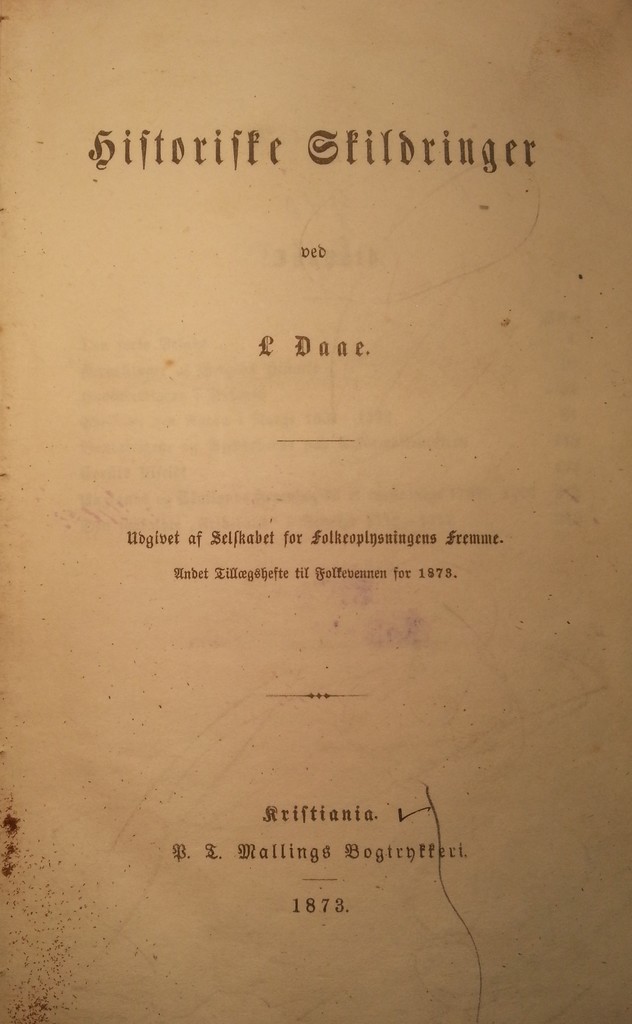 Historiske Skildringer
ved
L Daae.
Udgivet af Selskabet for Folkeoplysningens Fremme.
Andet Tillægshefte til Folkevennen for 1873.
Kristiania.
P. T. Mallings Bogtrykkeri.
1873.